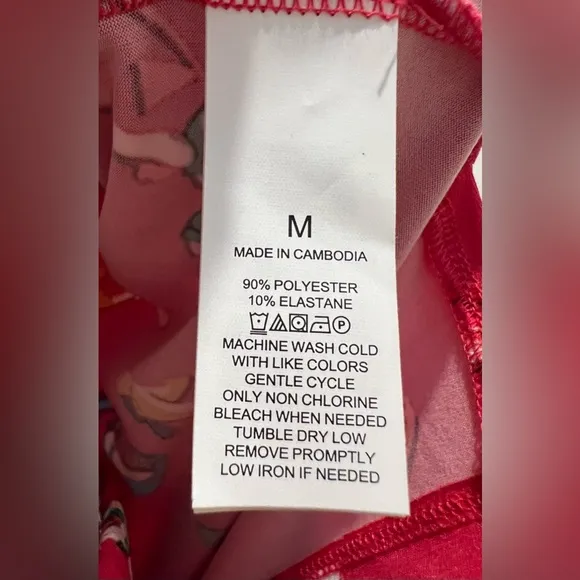 M
MADE IN CAMBODIA
90% POLYESTER
10% ELASTANE
MACHINE WASH COLD
WITH LIKE COLORS
GENTLE CYCLE
ONLY NON CHLORINE
BLEACH WHEN NEEDED
TUMBLE DRY LOW
REMOVE PROMPTLY
LOW IRON IF NEEDED